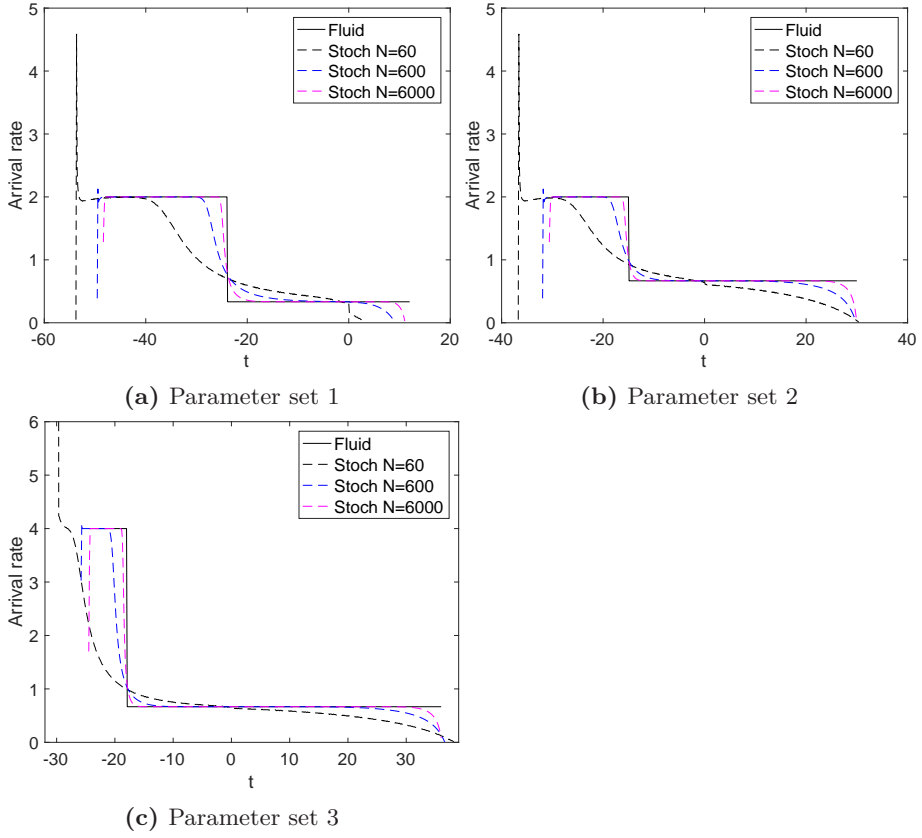 5
4
3
2
1
0
Arrival rate
-60
-40
-20
0
20
t
Fluid
Stoch N=60
Stoch N=600
Stoch N=6000
(a) Parameter set 1
5
4
3
2
1
0
Arrival rate
-40
-20
0
20
40
t
Fluid
Stoch N=60
Stoch N=600
Stoch N=6000
(b) Parameter set 2
6
5
4
3
2
1
0
Arrival rate
-30
-20
-10
0
10
20
30
t
Fluid
Stoch N=60
Stoch N=600
Stoch N=6000
(c) Parameter set 3